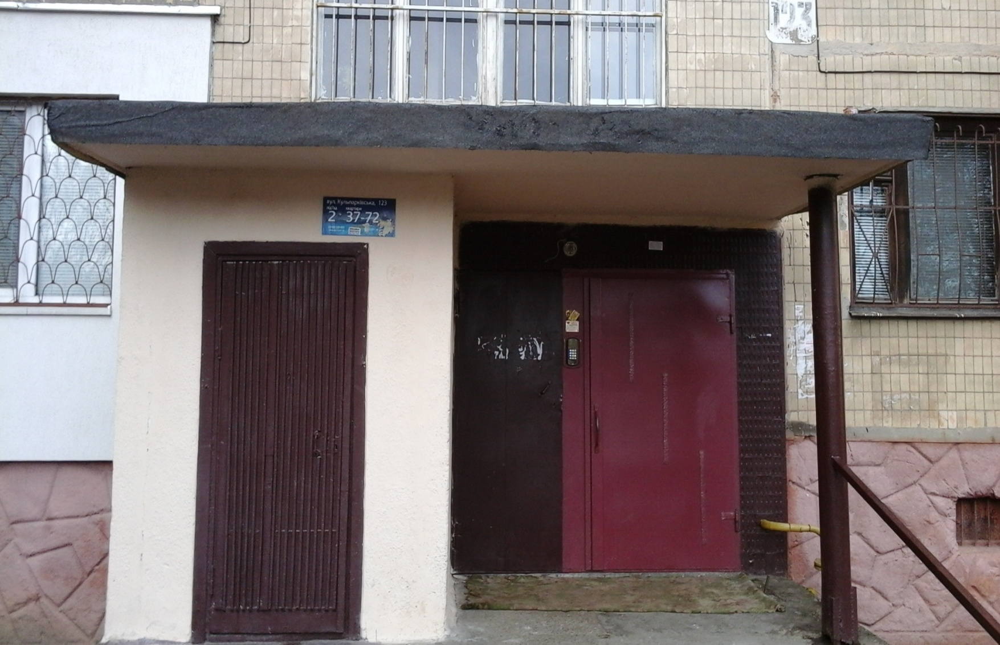 123
вул. Кульпарківська, 123
під'їзд квартири
2 37-72